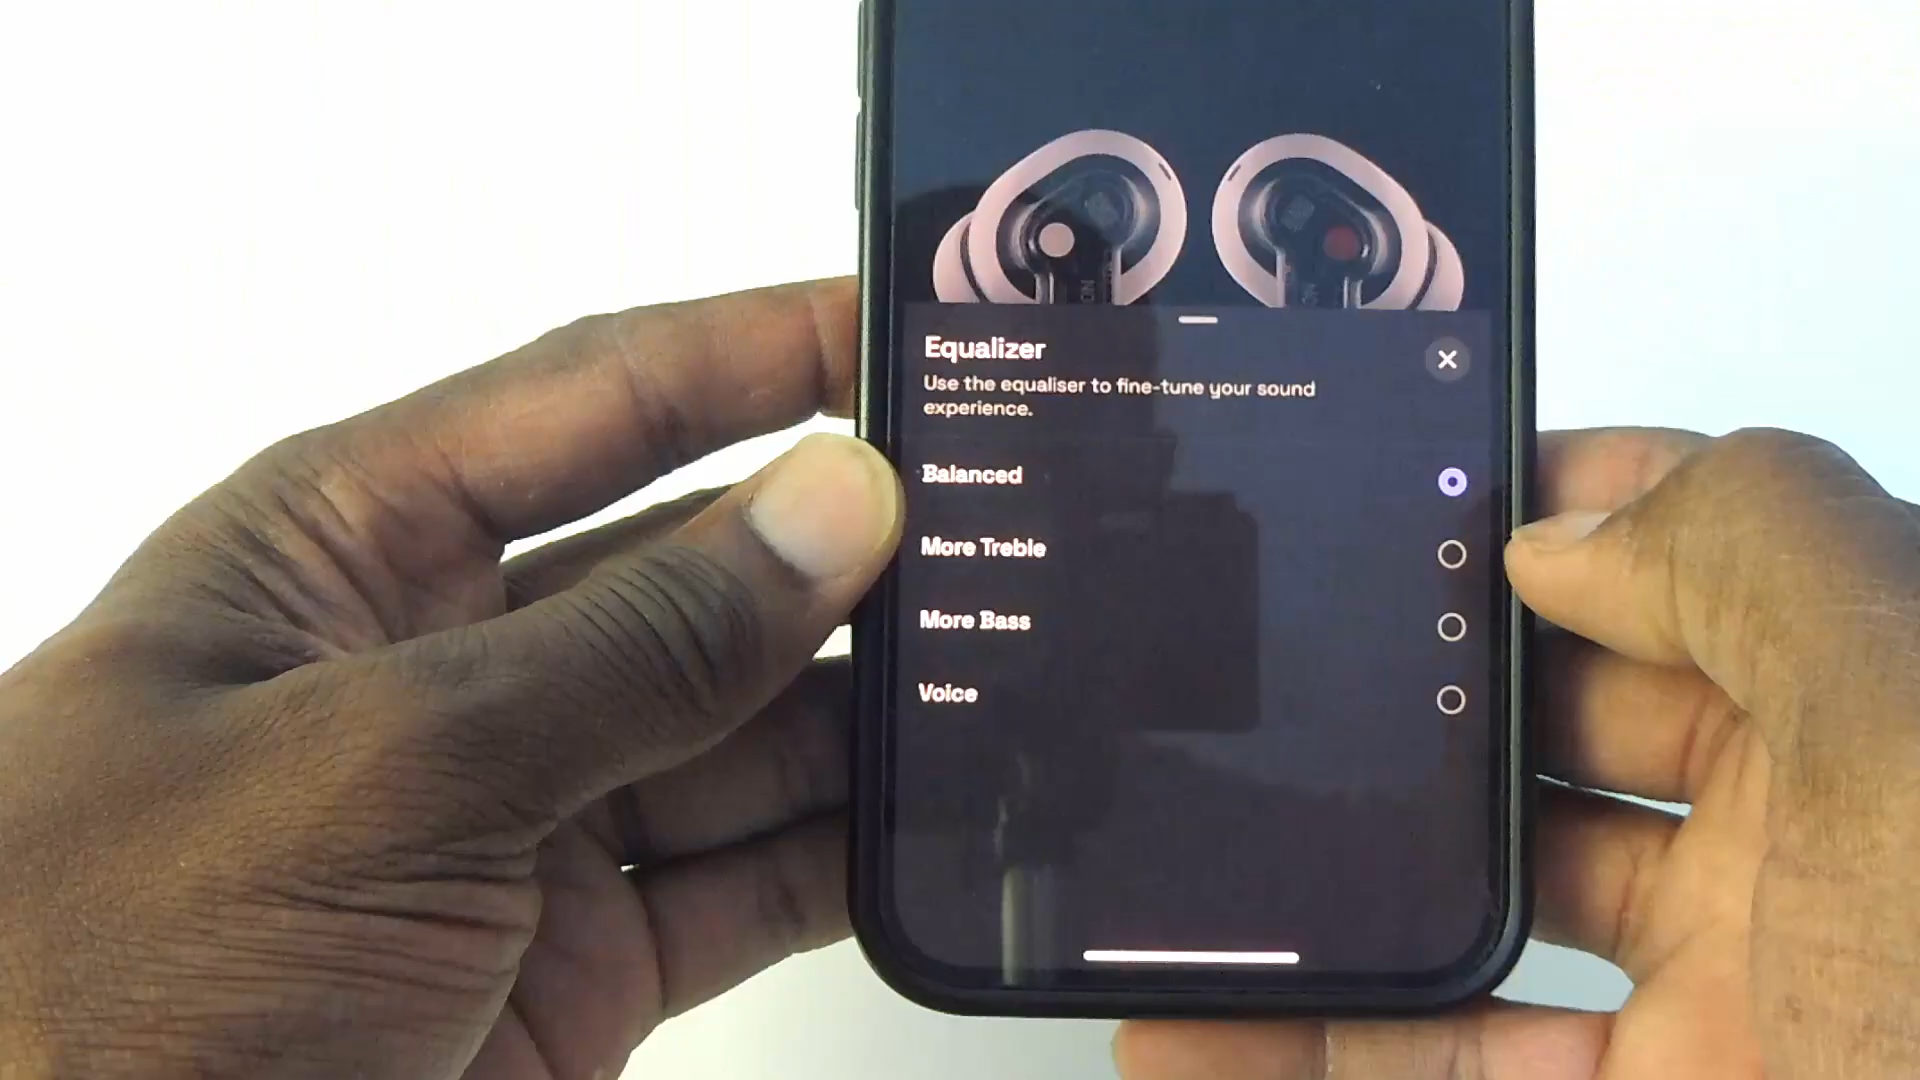 Equalizer
Use the equaliser to fine-tune your sound
experience.
Balanced
More Treble
More Bass
Voice